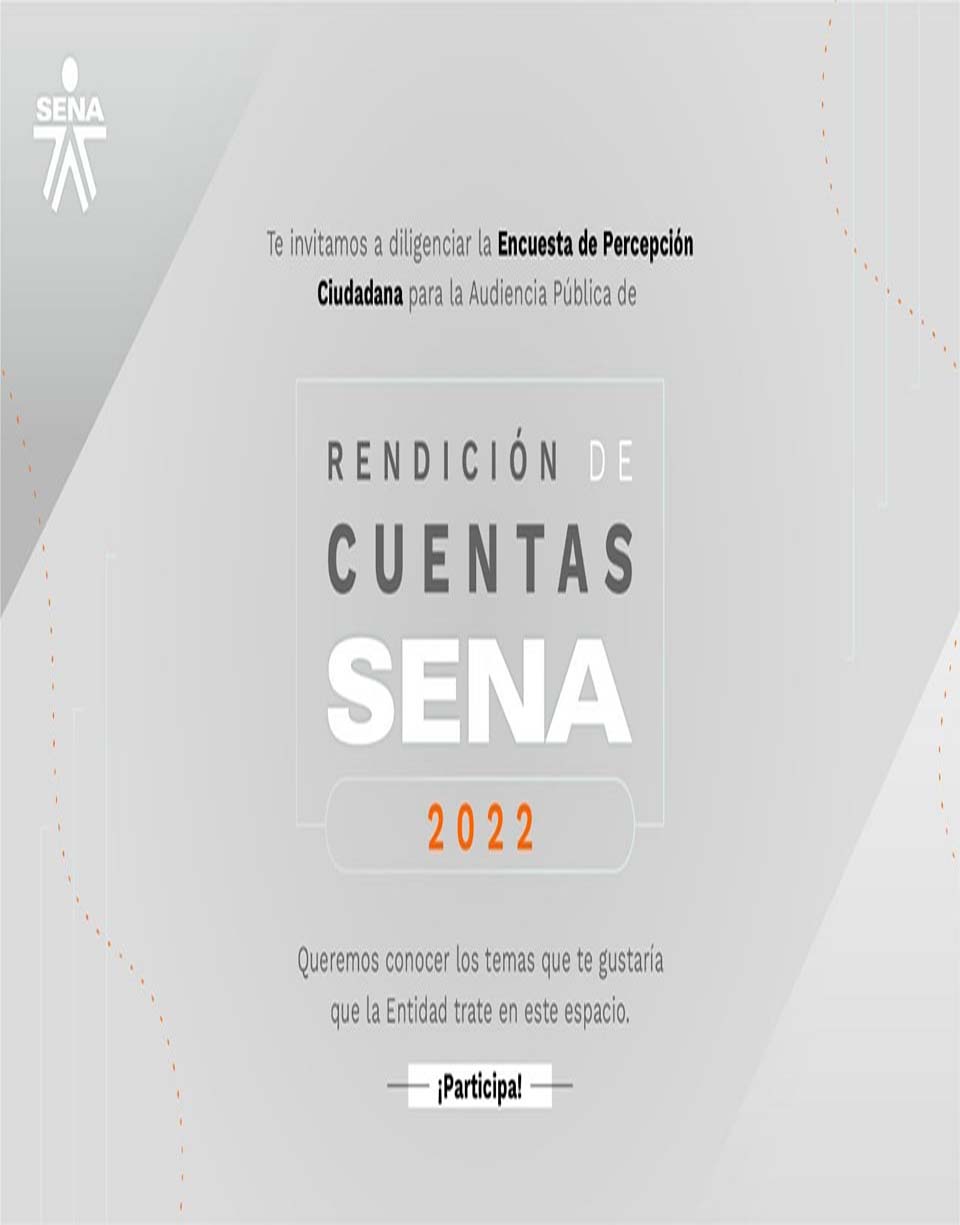 SENA
Te invitamos a diligenciar la Encuesta de Percepción
Ciudadana para la Audiencia Pública de
RENDICIÓN DE
CUENTAS
SENA
2022
Queremos conocer los temas que te gustaría
que la Entidad trate en este espacio.
¡Participa!